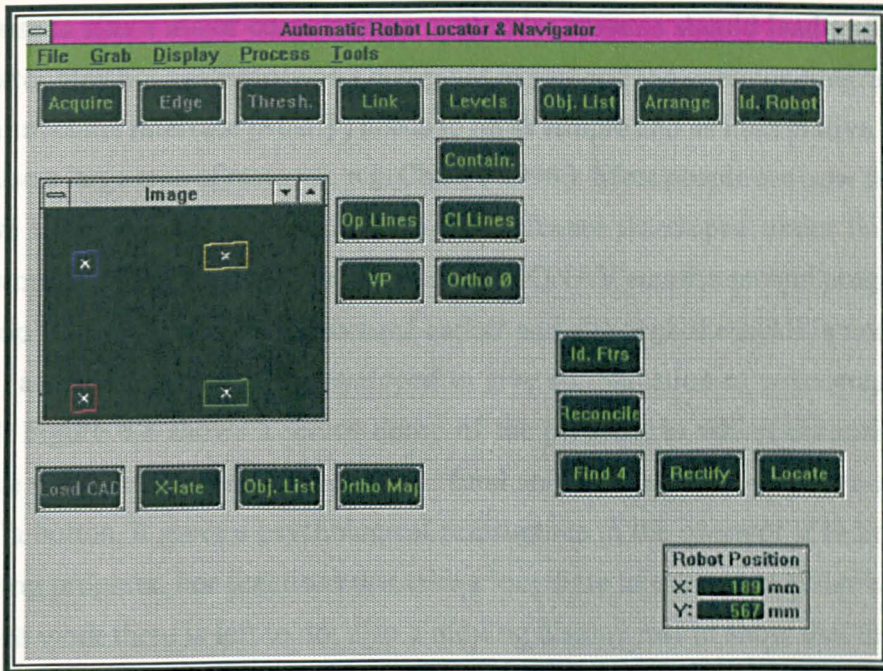 Automatic Robot Locator & Navigator
File Grab Display Process Tools
Acquire Edge Thresh. Link Levels Obj. List Arrange Id. Robot
Contain.
Image
Op Lines Cl Lines
VP Ortho Ø
Id. Ftrs
Reconcile
Find 4 Rectify Locate
Load CAD X-late Obj. List Ortho Map
Robot Position
X: 189 mm
Y: 567 mm